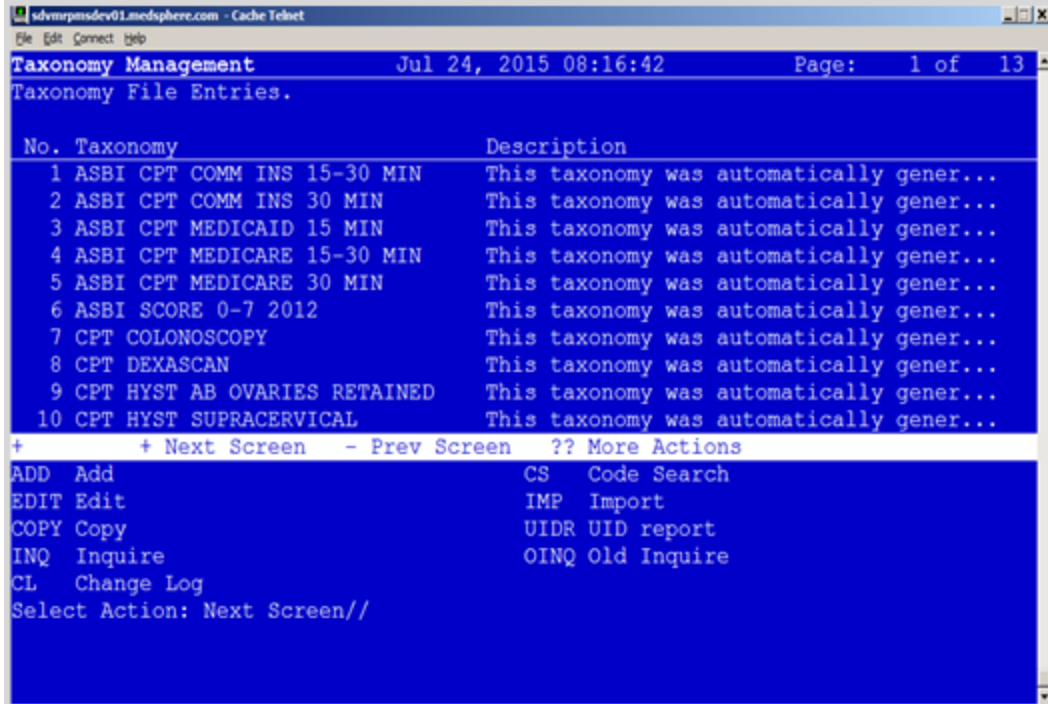 sdvmrpmsdev01.medsphere.com - Cache Telnet
File Edit Connect Help
Taxonomy Management Jul 24, 2015 08:16:42 Page: 1 of 13
Taxonomy File Entries.
No. Taxonomy Description
1 ASBI CPT COMM INS 15-30 MIN This taxonomy was automatically gener...
2 ASBI CPT COMM INS 30 MIN This taxonomy was automatically gener...
3 ASBI CPT MEDICAID 15 MIN This taxonomy was automatically gener...
4 ASBI CPT MEDICARE 15-30 MIN This taxonomy was automatically gener...
5 ASBI CPT MEDICARE 30 MIN This taxonomy was automatically gener...
6 ASBI SCORE 0-7 2012 This taxonomy was automatically gener...
7 CPT COLONOSCOPY This taxonomy was automatically gener...
8 CPT DEXASCAN This taxonomy was automatically gener...
9 CPT HYST AB OVARIES RETAINED This taxonomy was automatically gener...
10 CPT HYST SUPRACERVICAL This taxonomy was automatically gener...
+ + Next Screen - Prev Screen ?? More Actions
ADD Add CS Code Search
EDIT Edit IMP Import
COPY Copy UIDR UID report
INQ Inquire OINQ Old Inquire
CL Change Log
Select Action: Next Screen//